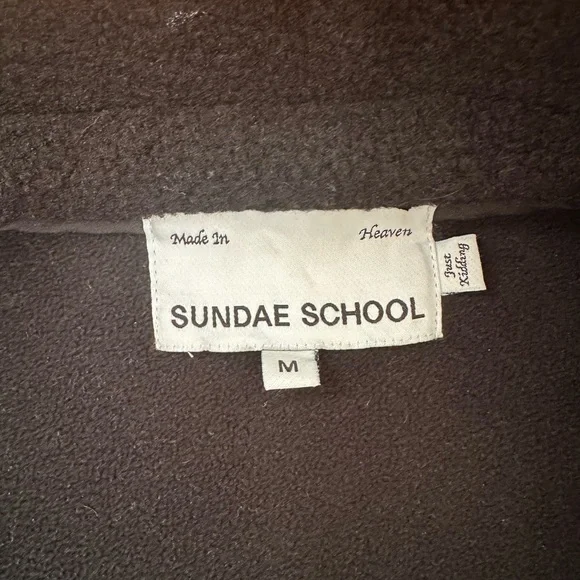 Made In Heaven
Just
Kidding
SUNDAE SCHOOL
M